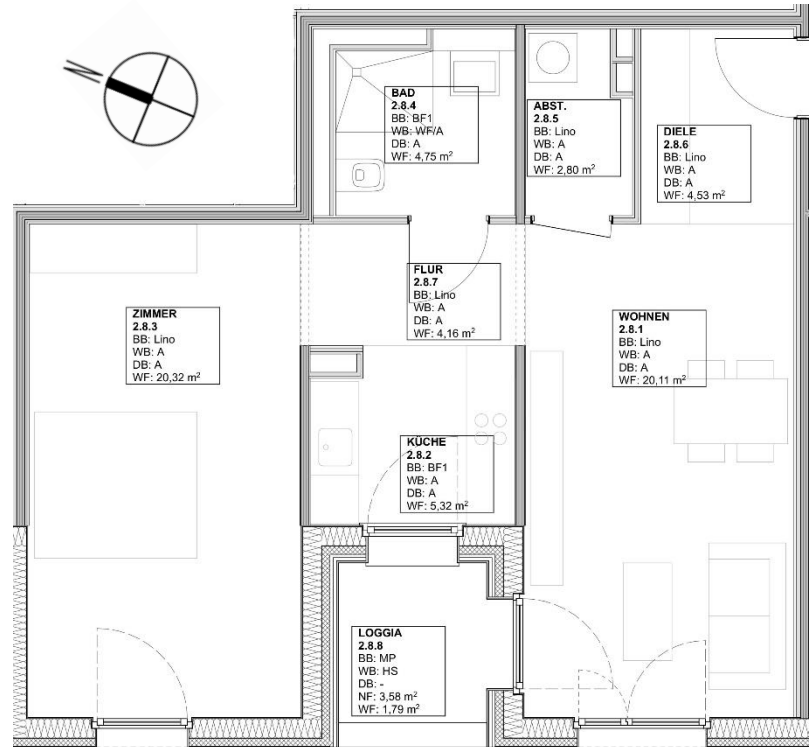 N
BAD
2.8.4
BB: BF1
WB: WF/A
DB: A
WF: 4,75 m²
ABST.
2.8.5
BB: Lino
WB: A
DB: A
WF: 2,80 m²
DIELE
2.8.6
BB: Lino
WB: A
DB: A
WF: 4,53 m²
FLUR
2.8.7
BB: Lino
WB: A
DB: A
WF: 4,16 m²
ZIMMER
2.8.3
BB: Lino
WB: A
DB: A
WF: 20,32 m²
WOHNEN
2.8.1
BB: Lino
WB: A
DB: A
WF: 20,11 m²
KÜCHE
2.8.2
BB: BF1
WB: A
DB: A
WF: 5,32 m²
LOGGIA
2.8.8
BB: MP
WB: HS
DB: -
NF: 3,58 m²
WF: 1,79 m²